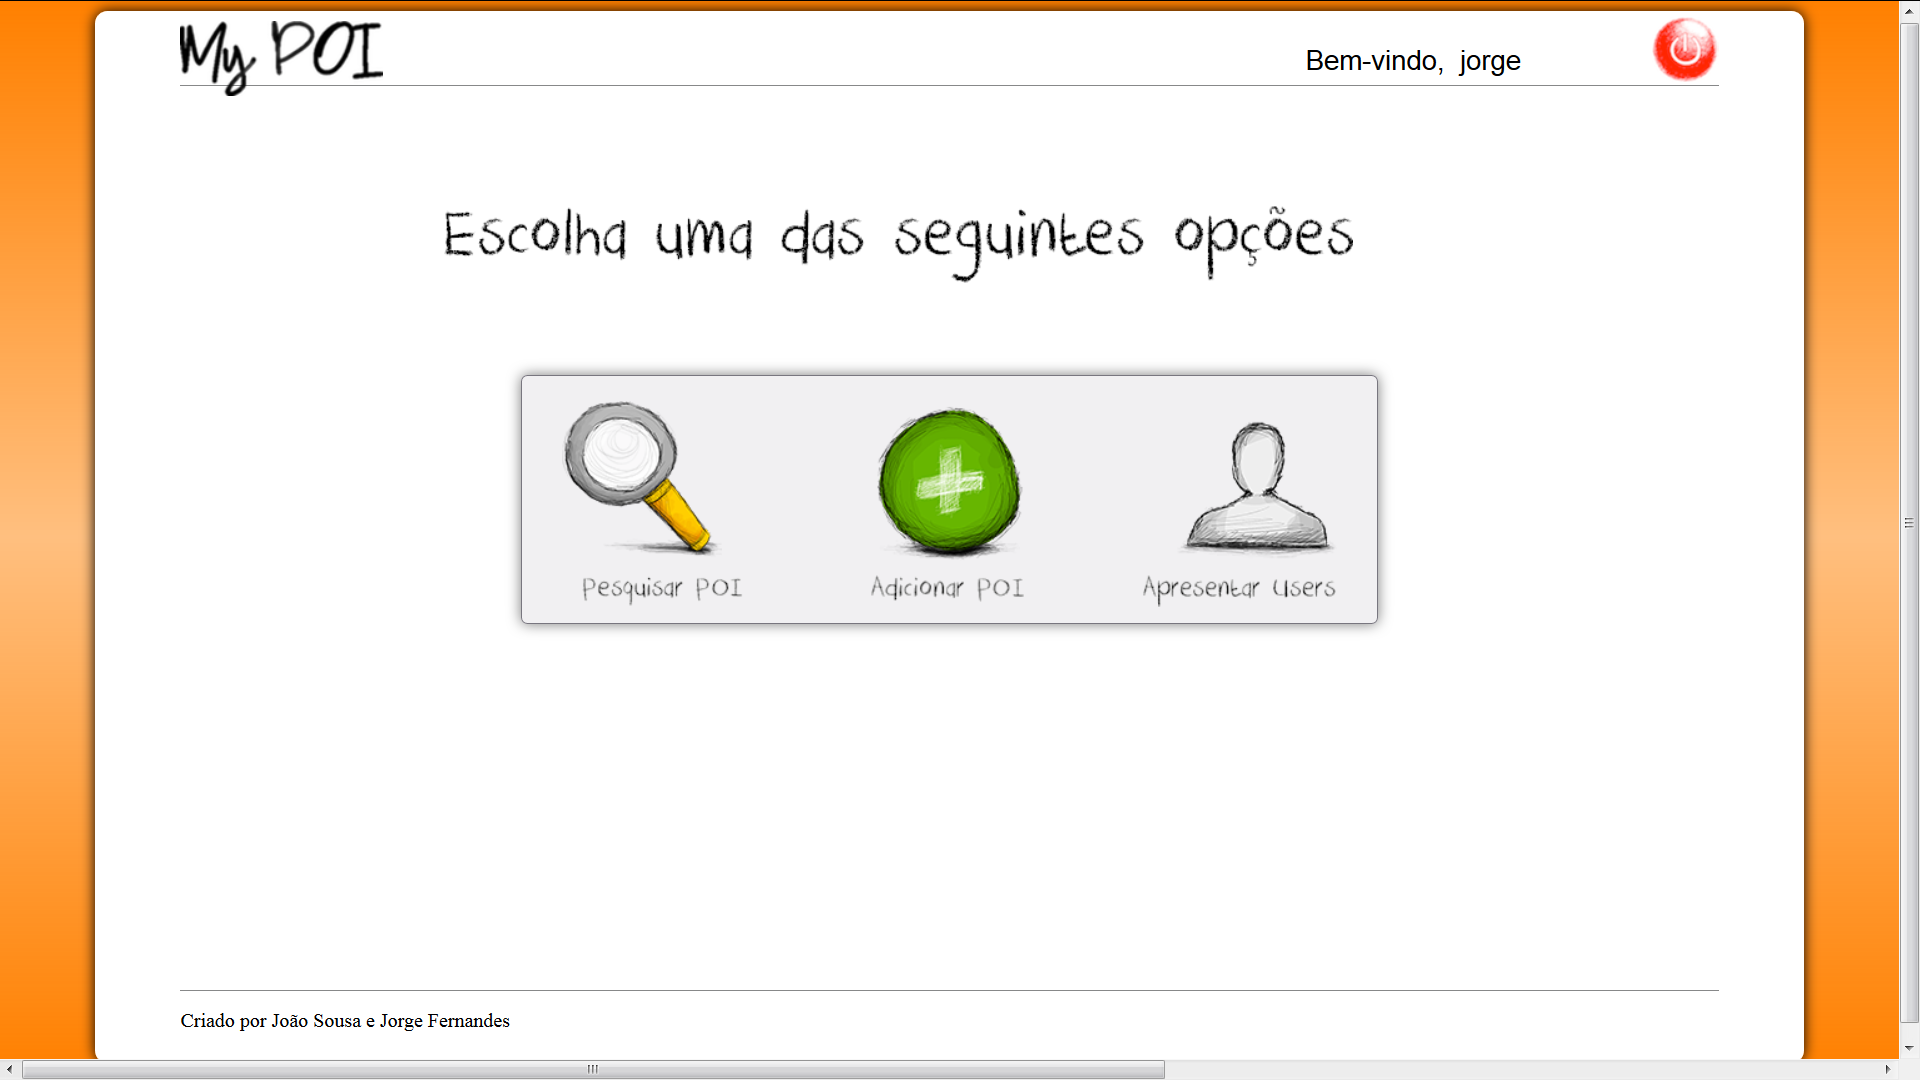 My POI
Bem-vindo, jorge
Escolha uma das seguintes opções
Pesquisar POI
Adicionar POI
Apresentar Users
Criado por João Sousa e Jorge Fernandes